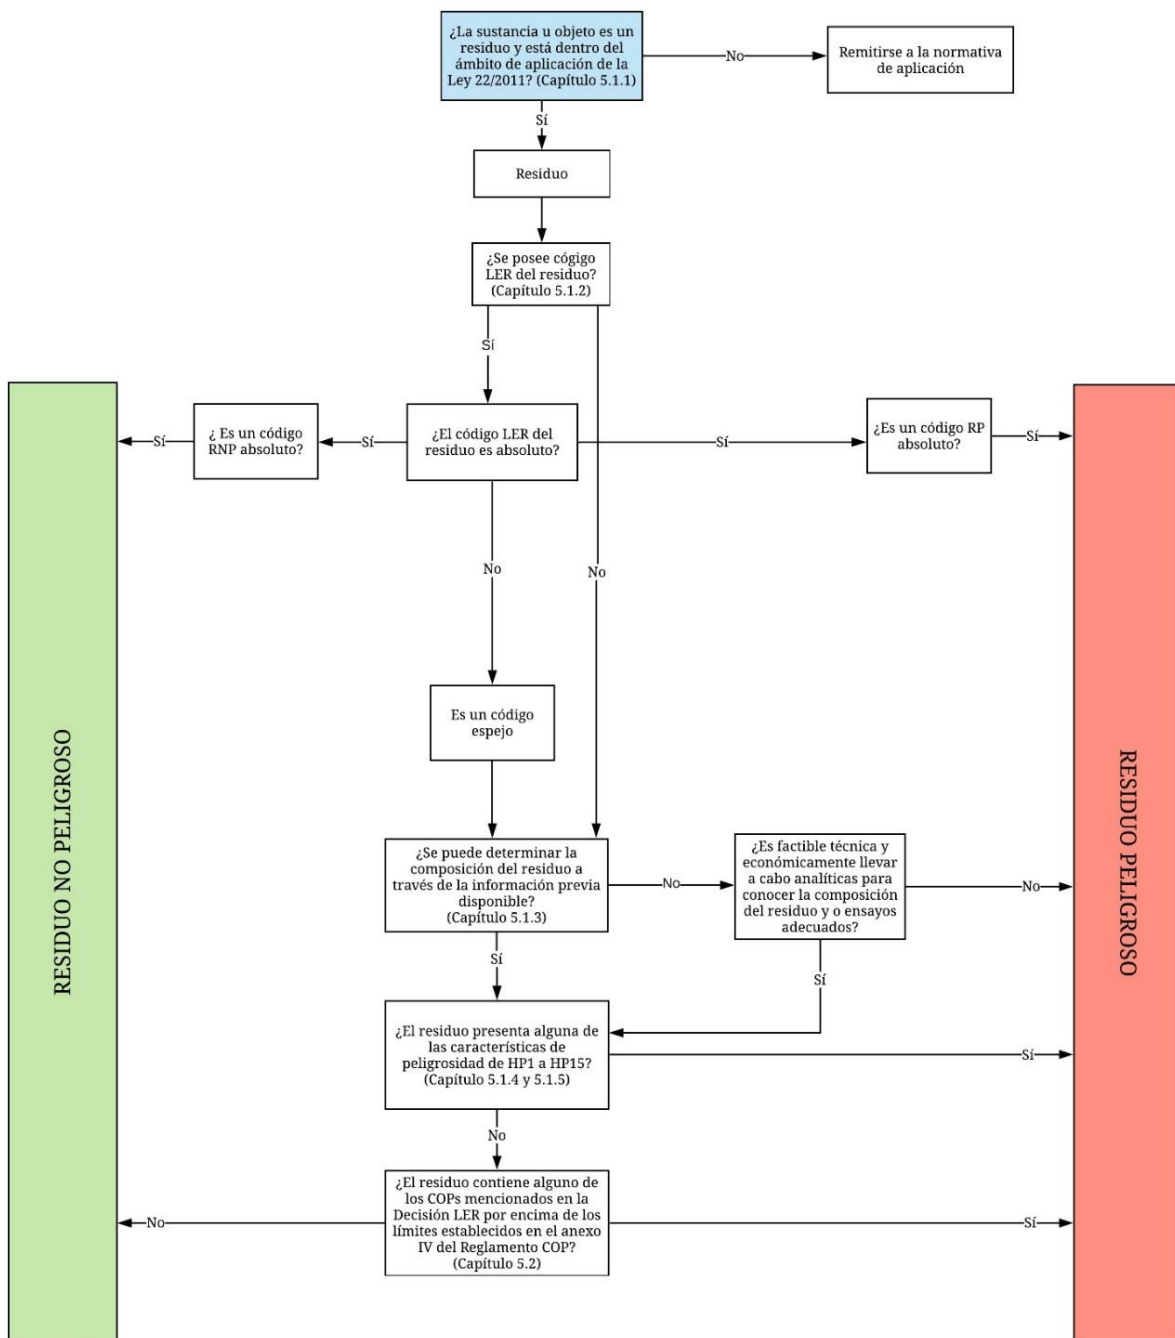 ¿La sustancia u objeto es un
residuo y está dentro del
ámbito de aplicación de la
Ley 22/2011? (Capítulo 5.1.1)
No
Remitirse a la normativa
de aplicación
Sí
Residuo
¿Se posee cógigo
LER del residuo?
(Capítulo 5.1.2)
Sí
No
¿El código LER del
residuo es absoluto?
Sí
¿ Es un código
RNP absoluto?
Sí
Sí
¿Es un código RP
absoluto?
Sí
No
Es un código
espejo
RESIDUO NO PELIGROSO
RESIDUO PELIGROSO
¿Se puede determinar la
composición del residuo a
través de la información previa
disponible?
(Capítulo 5.1.3)
No
¿Es factible técnica y
económicamente llevar
a cabo analíticas para
conocer la composición
del residuo y o ensayos
adecuados?
No
Sí
Sí
¿El residuo presenta alguna de
las características de
peligrosidad de HP1 a HP15?
(Capítulo 5.1.4 y 5.1.5)
Sí
No
¿El residuo contiene alguno de
los COPs mencionados en la
Decisión LER por encima de los
límites establecidos en el anexo
IV del Reglamento COP?
(Capítulo 5.2)
No
Sí